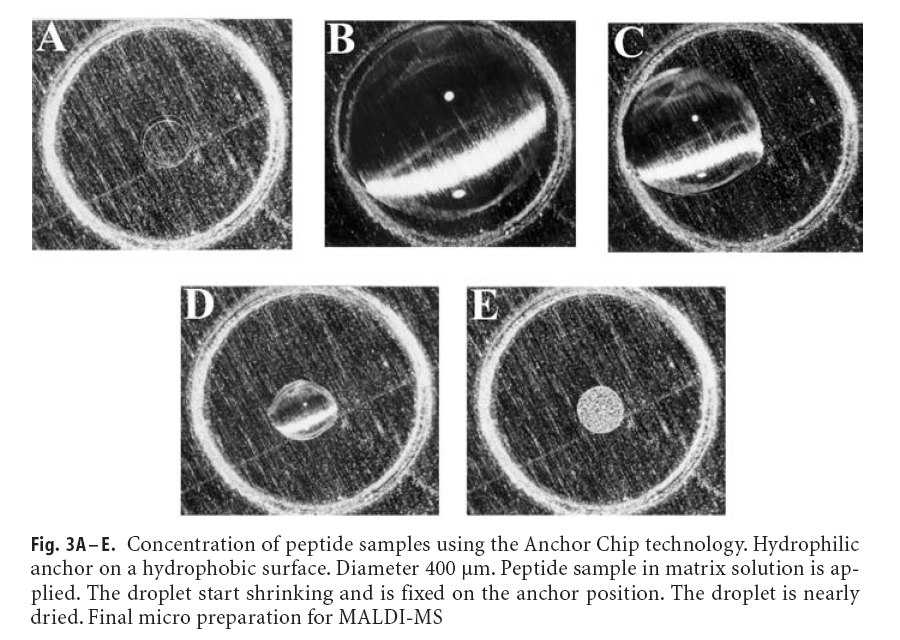 A
B
C
D
E
Fig. 3A–E. Concentration of peptide samples using the Anchor Chip technology. Hydrophilic
anchor on a hydrophobic surface. Diameter 400 µm. Peptide sample in matrix solution is ap-
plied. The droplet start shrinking and is fixed on the anchor position. The droplet is nearly
dried. Final micro preparation for MALDI-MS